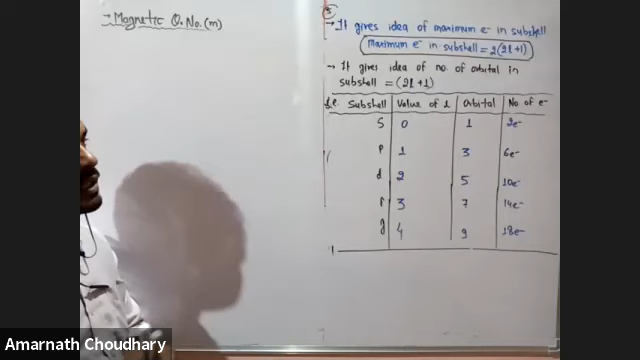 → Magnetic Q. No. (m)
5
→ It gives idea of maximum e⁻ in subshell
Maximum e⁻ in subshell = 2(2l+1)
→ It gives idea of no. of orbital in
subshell = (2l+1)
i.e. Subshell Value of l orbital No of e⁻
S 0 1 2e⁻
P 1 3 6e⁻
d 2 5 10e⁻
f 3 7 14e⁻
g 4 9 18e⁻
Amarnath Choudhary